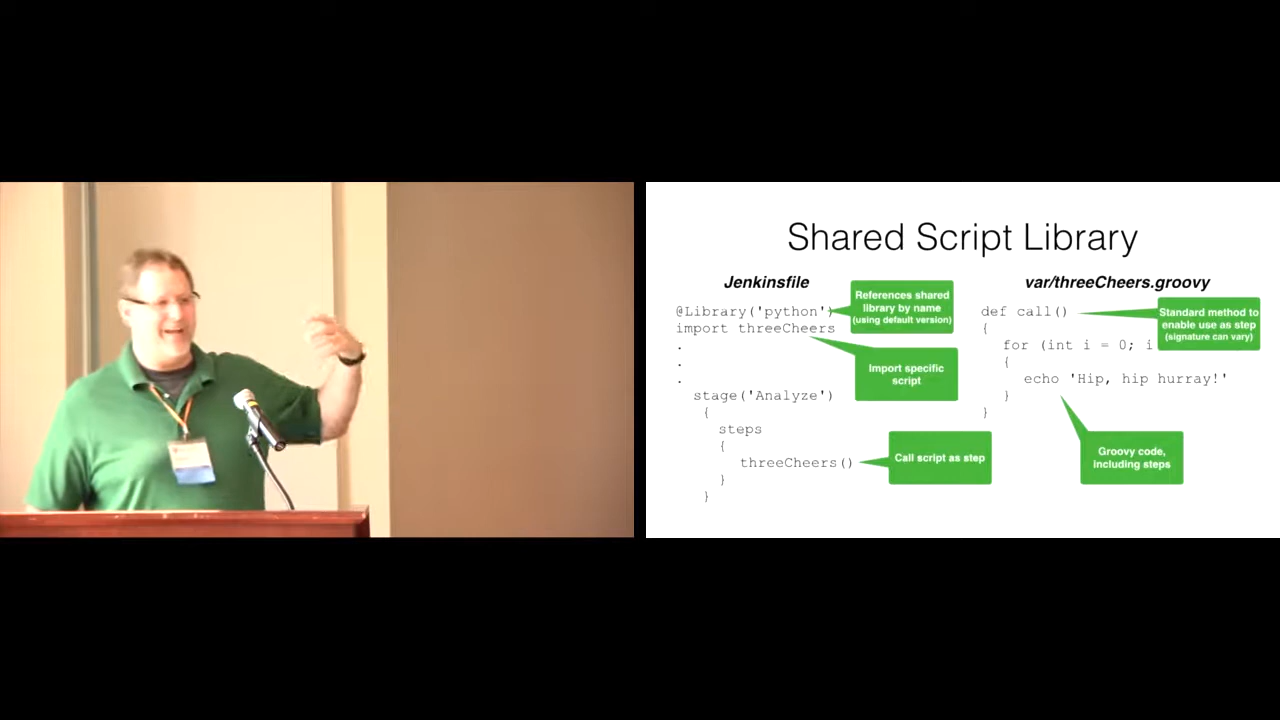 Shared Script Library
Jenkinsfile
@Library('python')
import threeCheers
.
.
.
stage('Analyze')
{
steps
{
threeCheers()
}
}
References shared
library by name
(using default version)
Import specific
script
Call script as step
var/threeCheers.groovy
def call()
{
for (int i = 0; i
{
echo 'Hip, hip hurray!'
}
}
Standard method to
enable use as step
(signature can vary)
Groovy code,
including steps